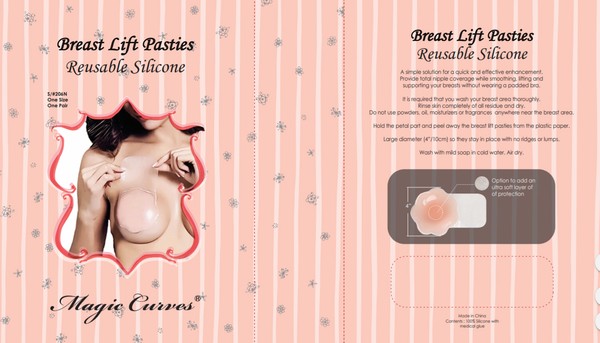 Breast Lift Pasties
Reusable Silicone
S/#206N
One Size
One Pair
Magic Curves®
Breast Lift Pasties
Reusable Silicone
A simple solution for a quick and effective enhancement.
Provide total nipple coverage while smoothing, lifting and
supporting your breasts without wearing a padded bra.
It is required that you wash your breast area thoroughly.
Rinse skin completely of all residue and dry.
Do not use powders, oil, moisturizers or fragrances anywhere near the breast area.
Hold the petal part and peel away the breast lift pasties from the plastic paper.
Large diameter (4"/10cm) so they stay in place with no ridges or lumps.
Wash with mild soap in cold water. Air dry.
Option to add an
ultra soft layer of
of protection
4"
Made in China
Contents : 100% Silicone with
medical glue